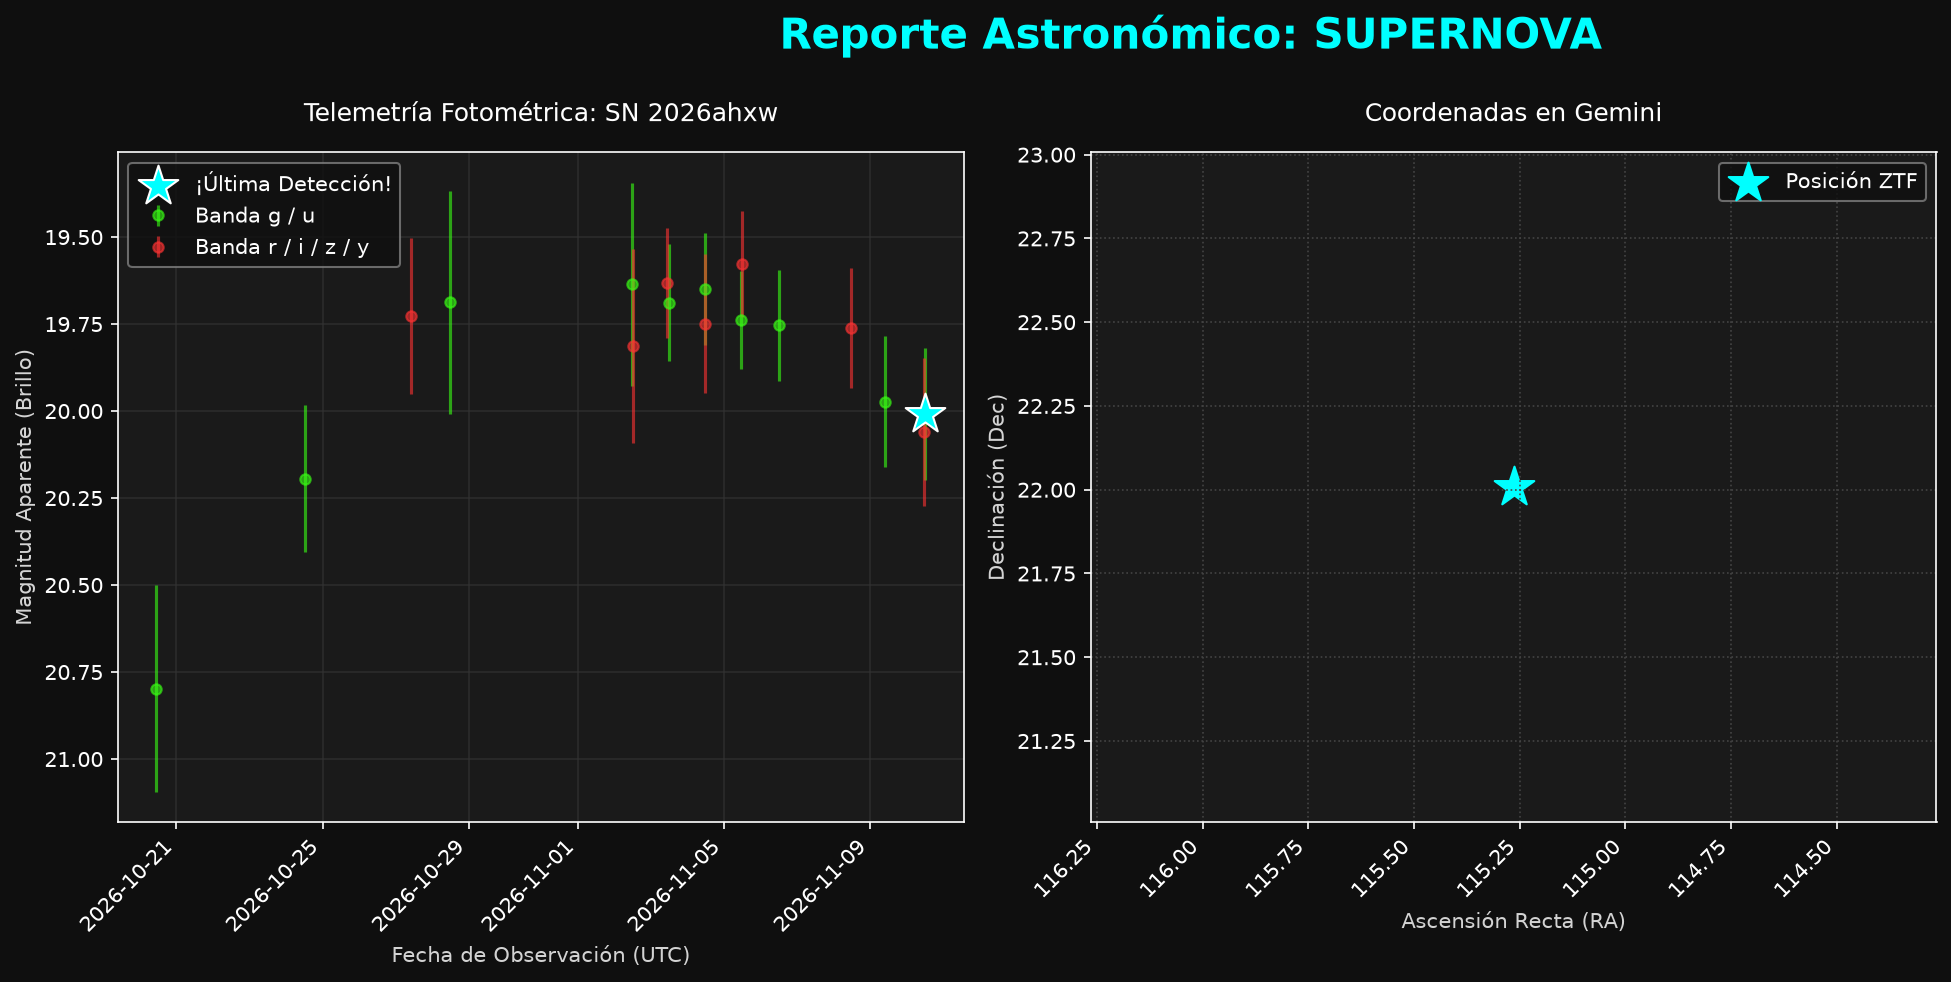 Reporte Astronómico: SUPERNOVA
Telemetría Fotométrica: SN 2026ahxw
¡Última Detección!
Banda g / u
Banda r / i / z / y
Magnitud Aparente (Brillo)
19.50
19.75
20.00
20.25
20.50
20.75
21.00
2026-10-21
2026-10-25
2026-10-29
2026-11-01
2026-11-05
2026-11-09
Fecha de Observación (UTC)
Coordenadas en Gemini
Posición ZTF
Declinación (Dec)
23.00
22.75
22.50
22.25
22.00
21.75
21.50
21.25
116.25
116.00
115.75
115.50
115.25
115.00
114.75
114.50
Ascensión Recta (RA)